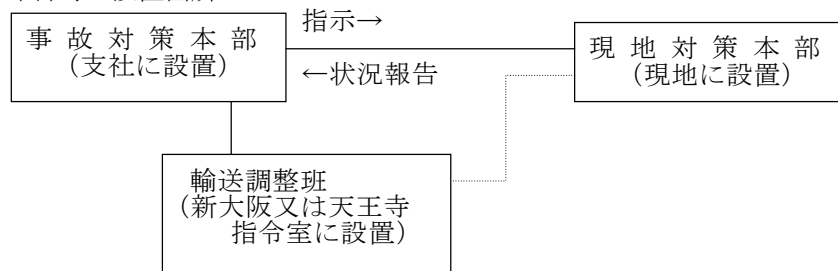 指示→
事故対策本部
(支社に設置)
現地対策本部
(現地に設置)
←状況報告
輸送調整班
(新大阪又は天王寺
指令室に設置)